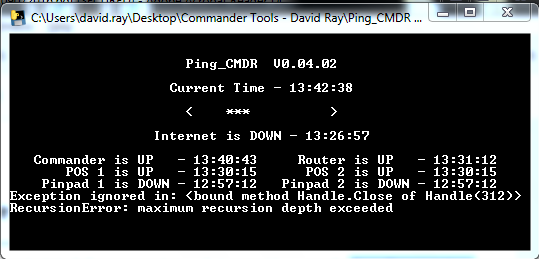 C:\Users\david.ray\Desktop\Commander Tools - David Ray\Ping_CMDR ...
Ping_CMDR V0.04.02
Current Time - 13:42:38
< *** >
Internet is DOWN - 13:26:57
Commander is UP - 13:40:43 Router is UP - 13:31:12
POS 1 is UP - 13:30:15 POS 2 is UP - 13:30:15
Pinpad 1 is DOWN - 12:57:12 Pinpad 2 is DOWN - 12:57:12
Exception ignored in: <bound method Handle.Close of Handle(312)>
RecursionError: maximum recursion depth exceeded